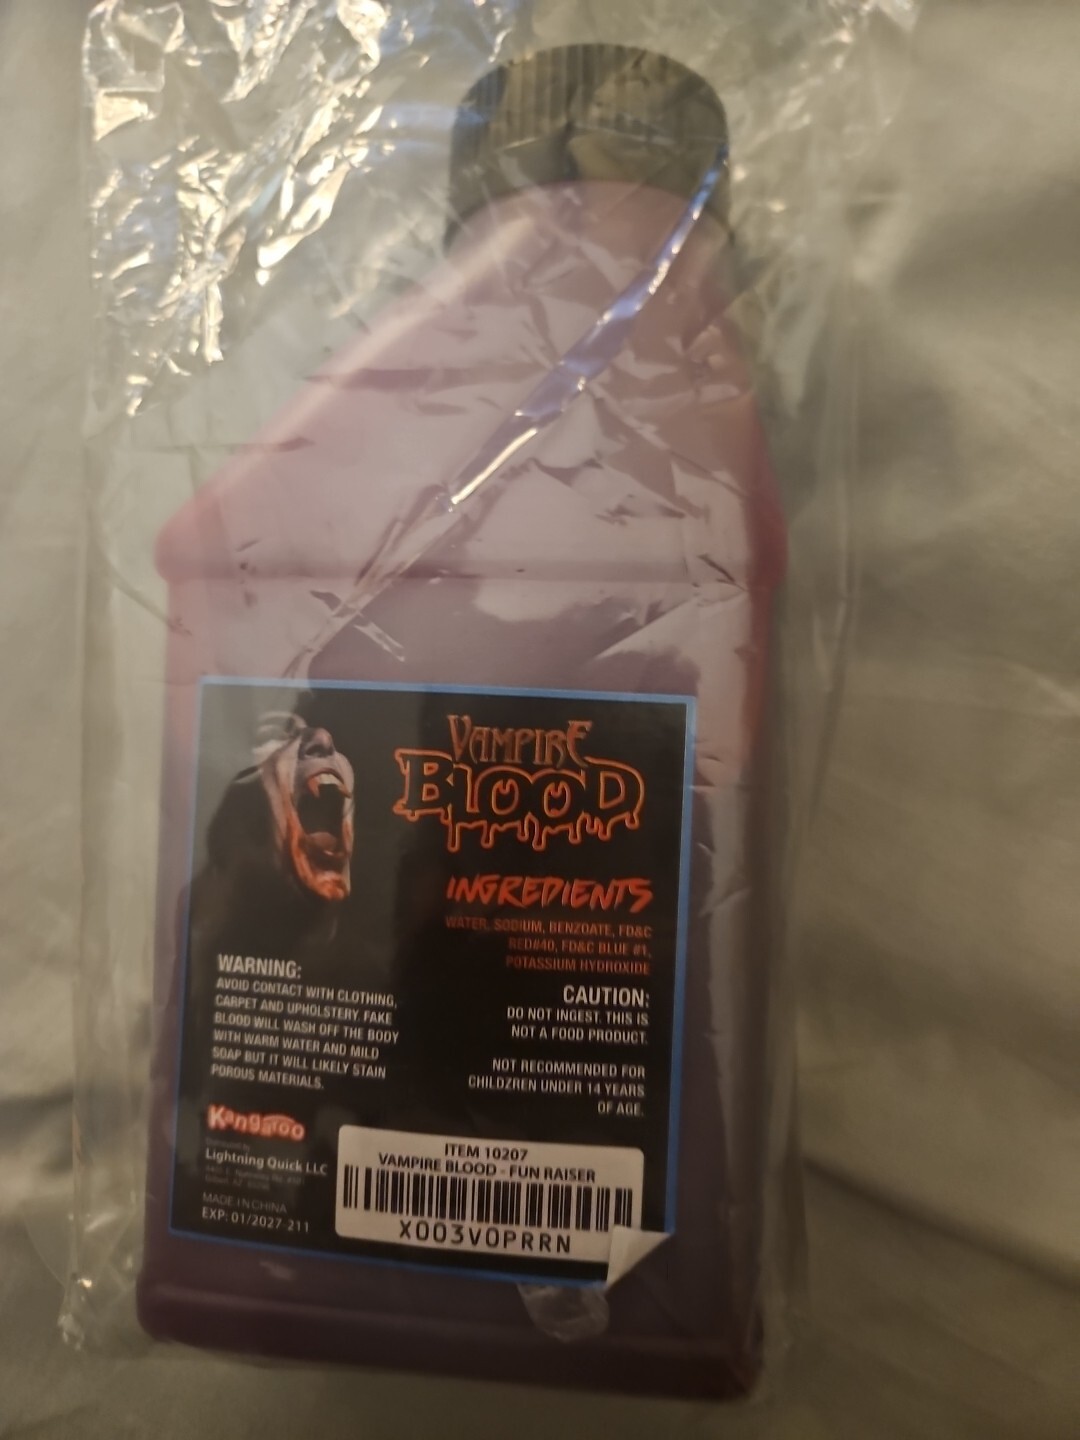 VAMPIRE
BLOOD
INGREDIENTS
WATER, SODIUM, BENZOATE, FD&C
RED#40, FD&C BLUE #1,
POTASSIUM HYDROXIDE
WARNING:
AVOID CONTACT WITH CLOTHING,
CARPET AND UPHOLSTERY. FAKE
BLOOD WILL WASH OFF THE BODY
WITH WARM WATER AND MILD
SOAP BUT IT WILL LIKELY STAIN
POROUS MATERIALS.
CAUTION:
DO NOT INGEST. THIS IS
NOT A FOOD PRODUCT.
NOT RECOMMENDED FOR
CHILDZREN UNDER 14 YEARS
OF AGE.
Kangaroo
Distributed by
Lightning Quick LLC
MADE IN CHINA
EXP: 01/2027-211
ITEM 10207
VAMPIRE BLOOD - FUN RAISER
X003V0PRRN